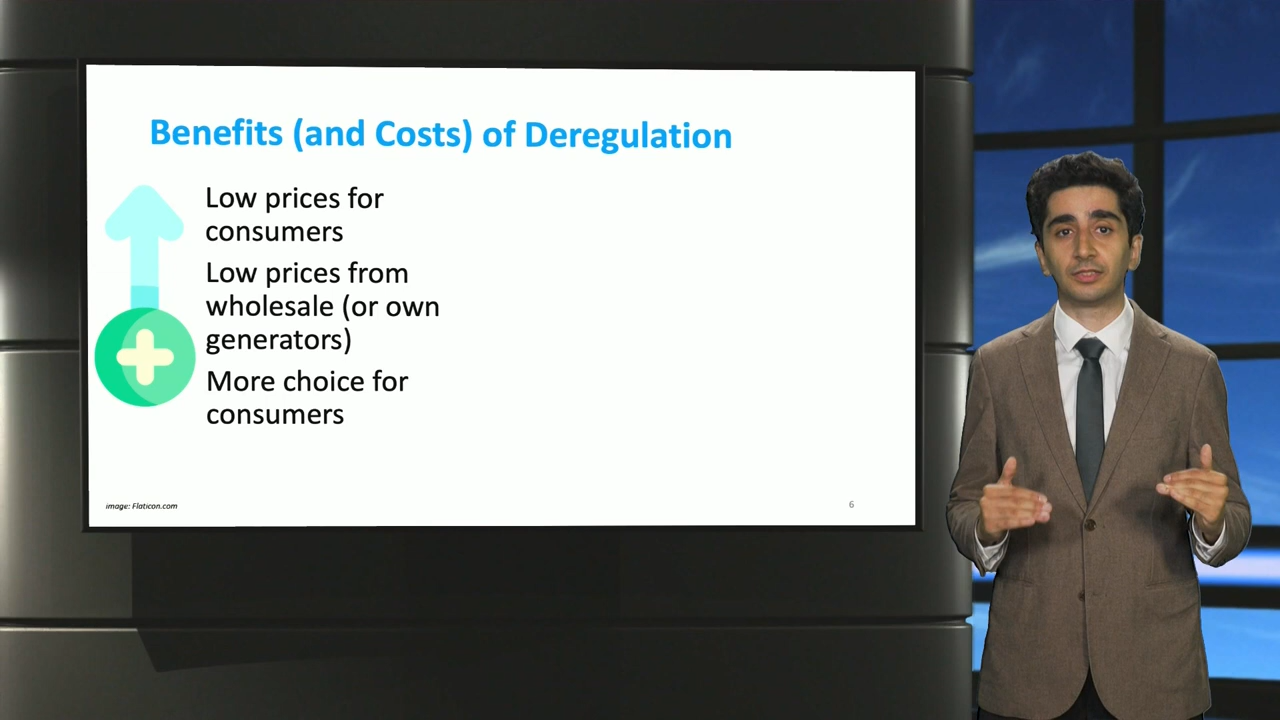 Benefits (and Costs) of Deregulation
Low prices for
consumers
Low prices from
wholesale (or own
generators)
More choice for
consumers
image: Flaticon.com
6